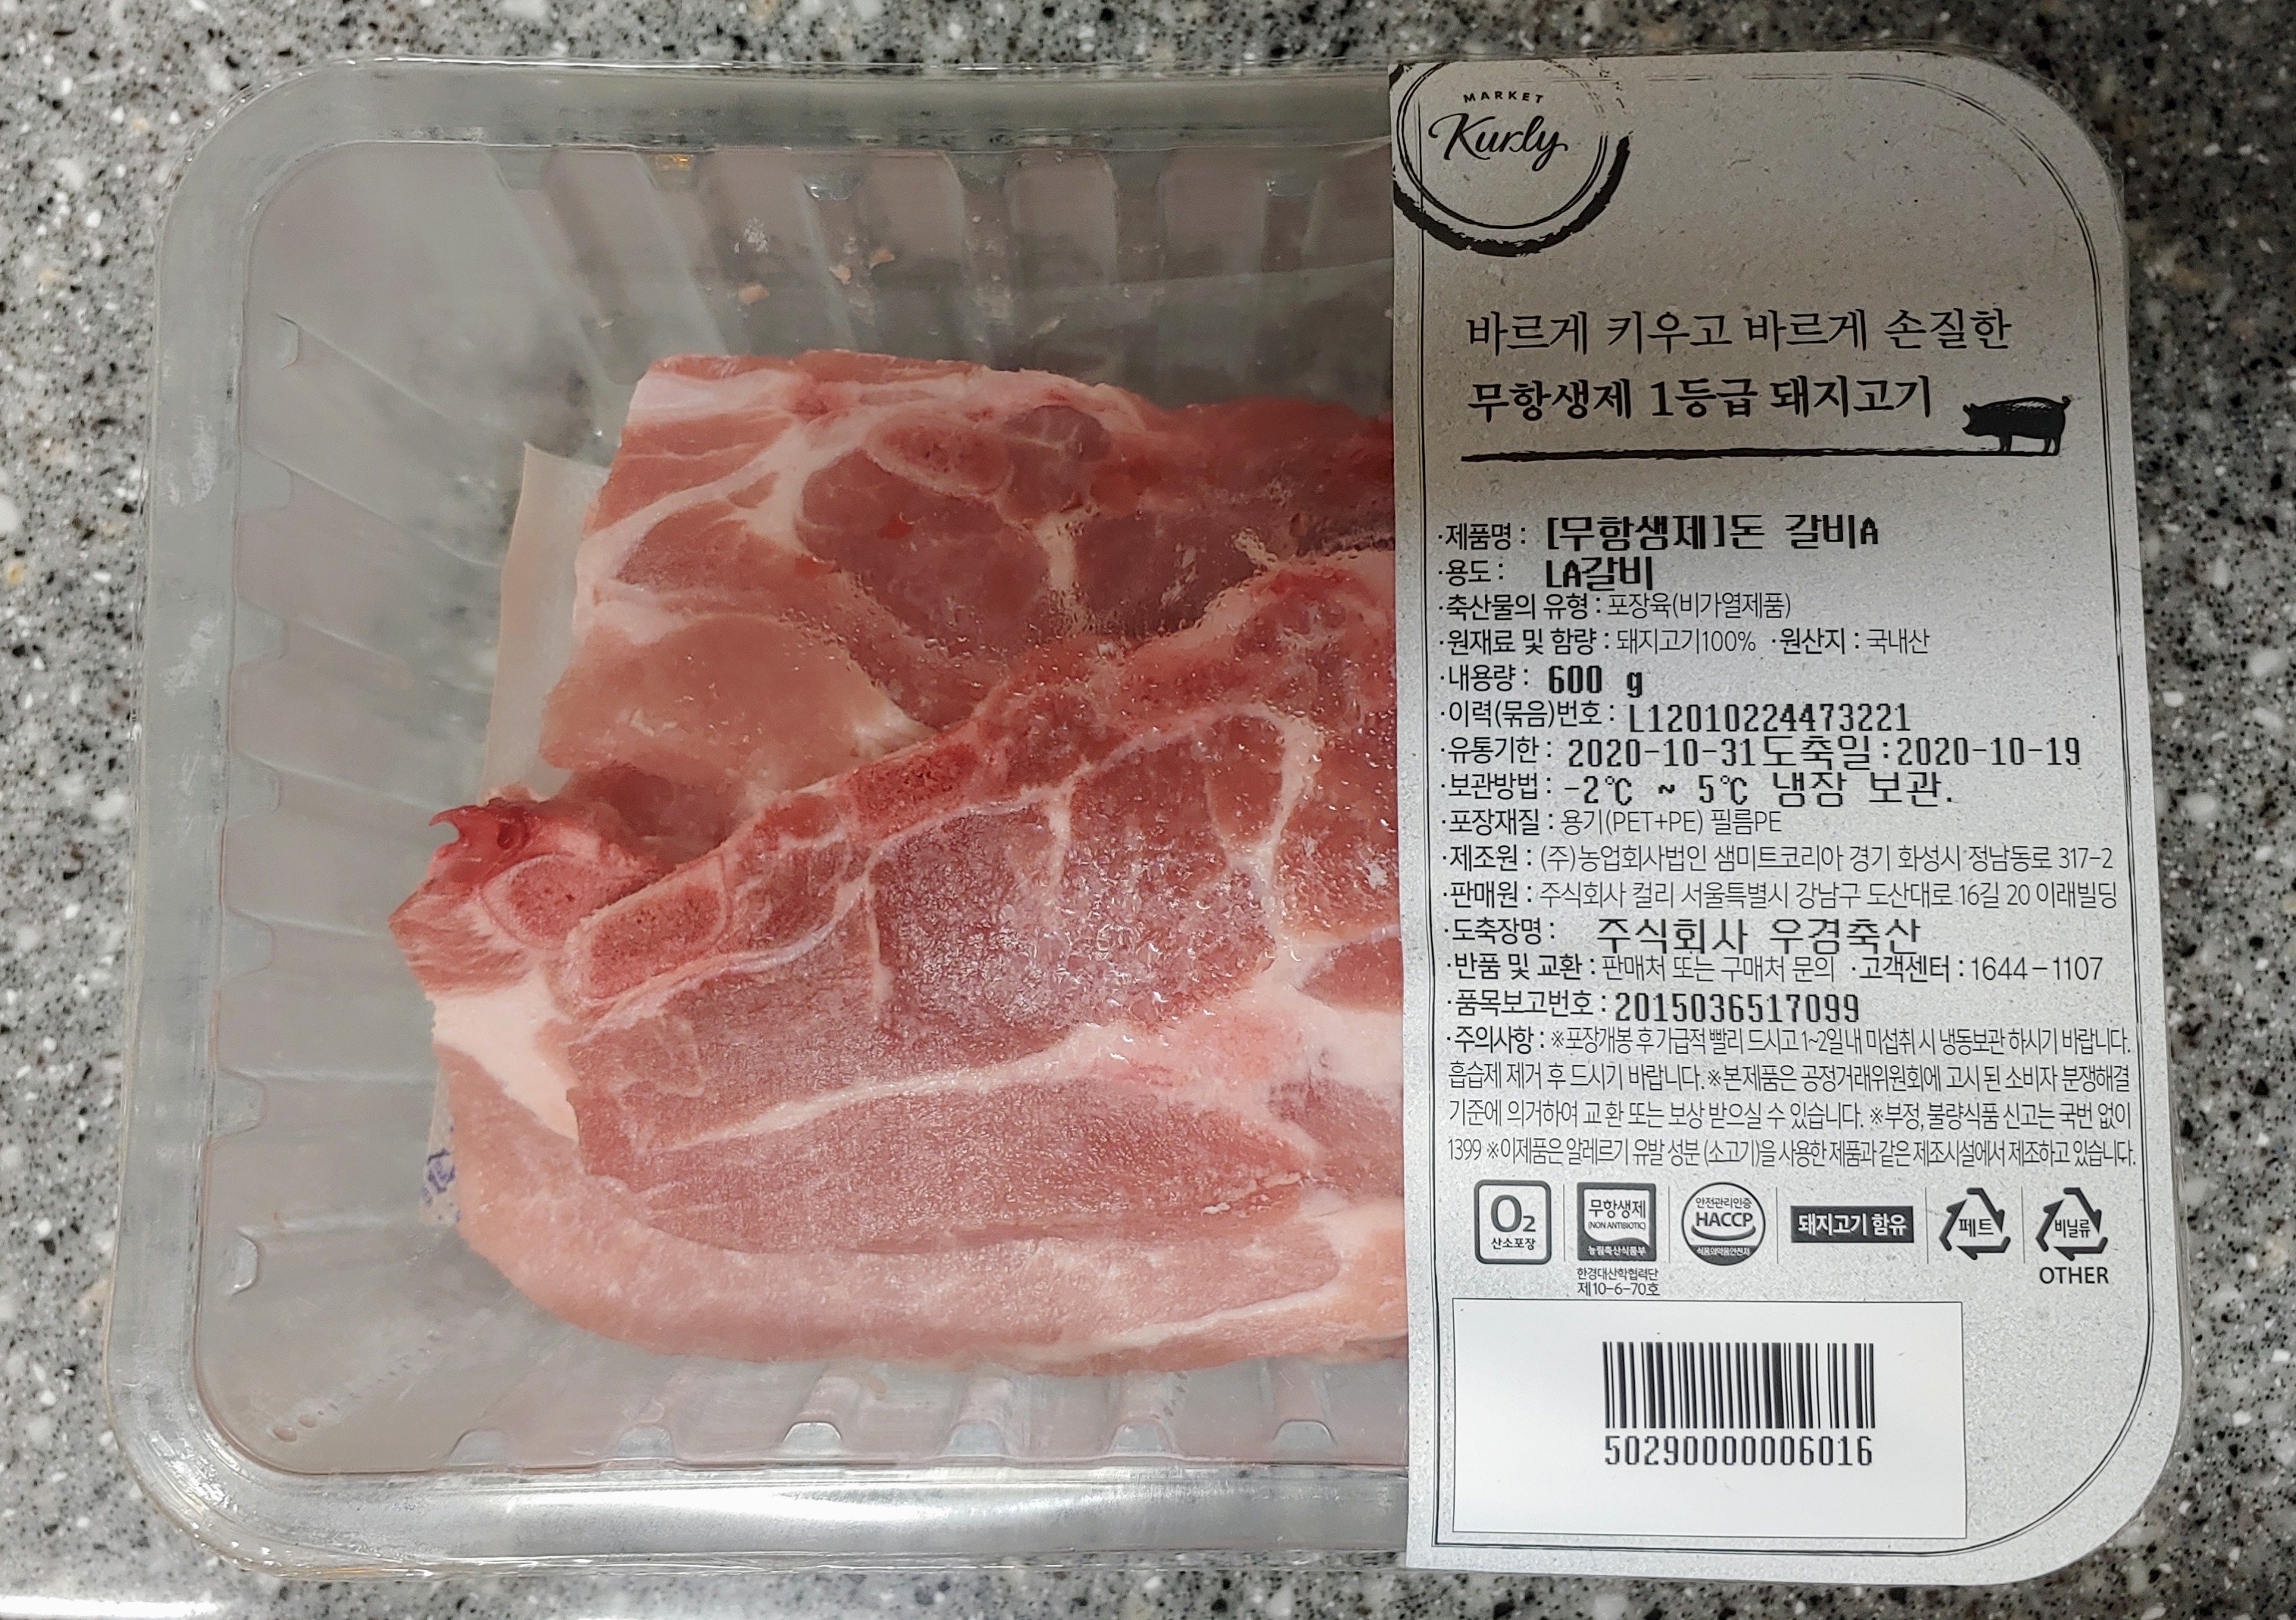 MARKET
Kurly
바르게 키우고 바르게 손질한
무항생제 1등급 돼지고기
·제품명 : [무항생제]돈 갈비A
·용도 : LA갈비
·축산물의 유형 : 포장육(비가열제품)
·원재료 및 함량 : 돼지고기100% ·원산지 : 국내산
·내용량 : 600 g
·이력(묶음)번호 : L12010224473221
·유통기한 : 2020-10-31 도축일:2020-10-19
·보관방법 : -2℃ ~ 5℃ 냉장 보관.
·포장재질 : 용기(PET+PE) 필름PE
·제조원 : (주)농업회사법인 샘미트코리아 경기 화성시 정남동로 317-2
·판매원 : 주식회사 컬리 서울특별시 강남구 도산대로 16길 20 이래빌딩
·도축장명 : 주식회사 우경축산
·반품 및 교환 : 판매처 또는 구매처 문의 ·고객센터 : 1644-1107
·품목보고번호 : 2015036517099
·주의사항 : ※포장개봉 후 가급적 빨리 드시고 1~2일내 미섭취 시 냉동보관 하시기 바랍니다.
흡습제 제거 후 드시기 바랍니다. ※본제품은 공정거래위원회에 고시 된 소비자 분쟁해결
기준에 의거하여 교 환 또는 보상 받으실 수 있습니다. ※부정, 불량식품 신고는 국번 없이
1399 ※이제품은 알레르기 유발 성분 (소고기)을 사용한 제품과 같은 제조시설에서 제조하고 있습니다.
O2
산소포장
무항생제
(NON ANTIBIOTIC)
농림축산식품부
한경대산학협력단
제10-6-70호
안전관리인증
HACCP
식품의약품안전처
돼지고기 함유
페트
비닐류
OTHER
50290000006016